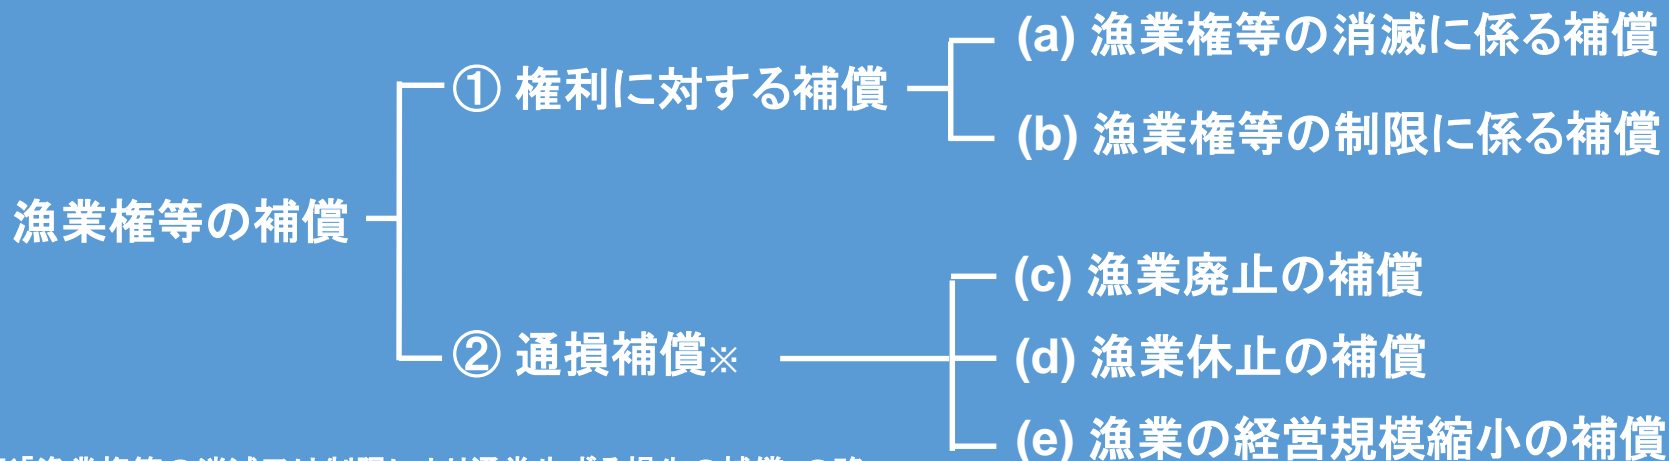 漁業権等の補償
① 権利に対する補償
(a) 漁業権等の消滅に係る補償
(b) 漁業権等の制限に係る補償
② 通損補償※
(c) 漁業廃止の補償
(d) 漁業休止の補償
(e) 漁業の経営規模縮小の補償